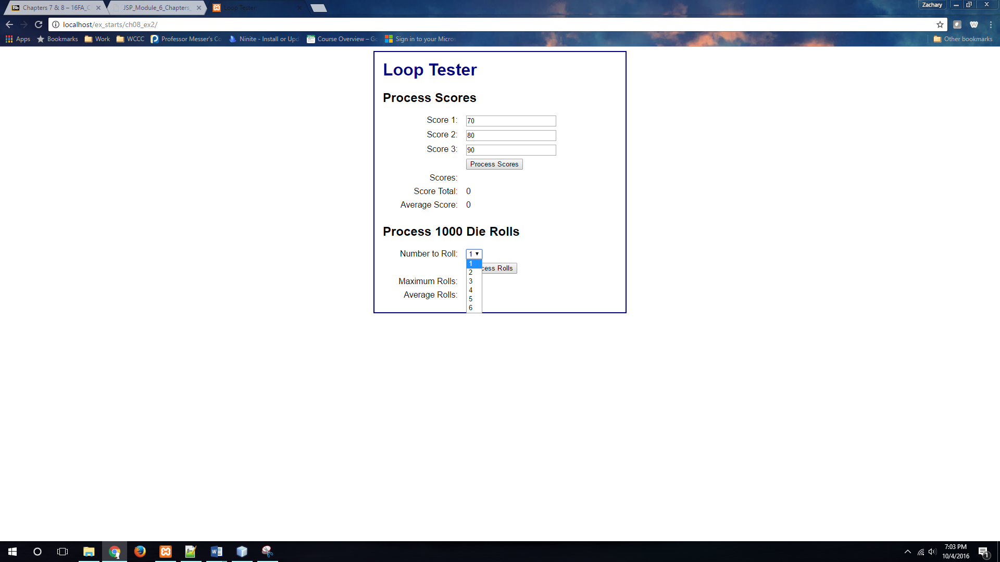 Bb Chapters 7 & 8 – 16FA_C
JSP_Module_6_Chapters_
Loop Tester
Zachary
localhost/ex_starts/ch08_ex2/
Apps Bookmarks Work WCCC Professor Messer's Co Ninite - Install or Upd Course Overview – Go Sign in to your Micros Other bookmarks
Loop Tester
Process Scores
Score 1: 70
Score 2: 80
Score 3: 90
Process Scores
Scores:
Score Total: 0
Average Score: 0
Process 1000 Die Rolls
Number to Roll: 1
1
cess Rolls
2
3
Maximum Rolls:
4
Average Rolls:
5
6
7:03 PM
10/4/2016
1